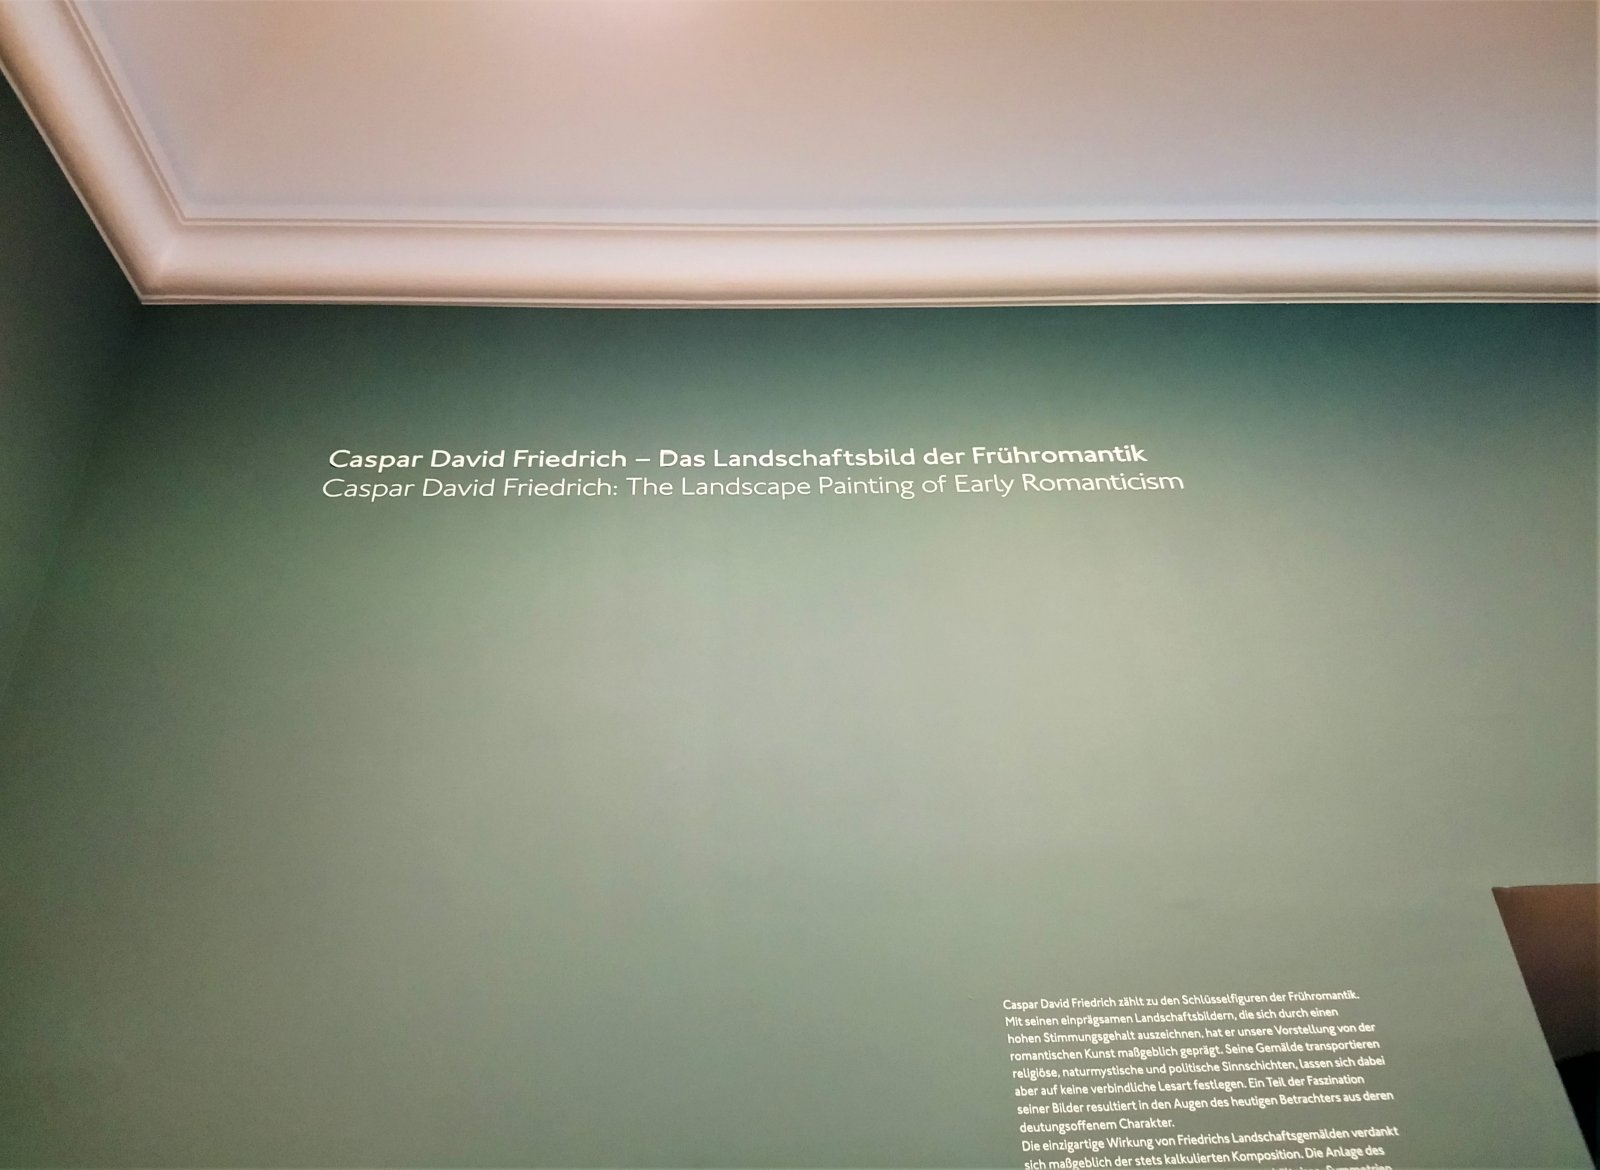 Caspar David Friedrich – Das Landschaftsbild der Frühromantik
Caspar David Friedrich: The Landscape Painting of Early Romanticism
Caspar David Friedrich zählt zu den Schlüsselfiguren der Frühromantik.
Mit seinen einprägsamen Landschaftsbildern, die sich durch einen
hohen Stimmungsgehalt auszeichnen, hat er unsere Vorstellung von der
romantischen Kunst maßgeblich geprägt. Seine Gemälde transportieren
religiöse, naturmystische und politische Sinnschichten, lassen sich dabei
aber auf keine verbindliche Lesart festlegen. Ein Teil der Faszination
seiner Bilder resultiert in den Augen des heutigen Betrachters aus deren
deutungsoffenem Charakter.
Die einzigartige Wirkung von Friedrichs Landschaftsgemälden verdankt
sich maßgeblich der stets kalkulierten Komposition. Die Anlage des